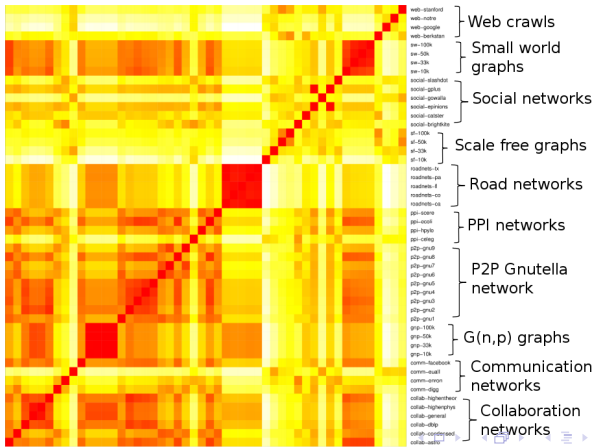 web-stanford
web-notre
web-google
web-berkstan
Web crawls
sw-100k
sw-50k
sw-33k
sw-10k
Small world
graphs
social-slashdot
social-gplus
social-gowalla
social-epinions
social-catster
social-brightkite
Social networks
sf-100k
sf-50k
sf-33k
sf-10k
Scale free graphs
roadnets-tx
roadnets-pa
roadnets-il
roadnets-co
roadnets-ca
Road networks
ppi-scere
ppi-ecoli
ppi-hpylo
ppi-celeg
PPI networks
p2p-gnu9
p2p-gnu8
p2p-gnu7
p2p-gnu6
p2p-gnu5
p2p-gnu4
p2p-gnu3
p2p-gnu2
p2p-gnu1
P2P Gnutella
network
gnp-100k
gnp-50k
gnp-33k
gnp-10k
G(n,p) graphs
comm-facebook
comm-euall
comm-enron
comm-digg
Communication
networks
collab-highentheor
collab-highenphys
collab-general
collab-dblp
collab-condensed
collab-astro
Collaboration
networks